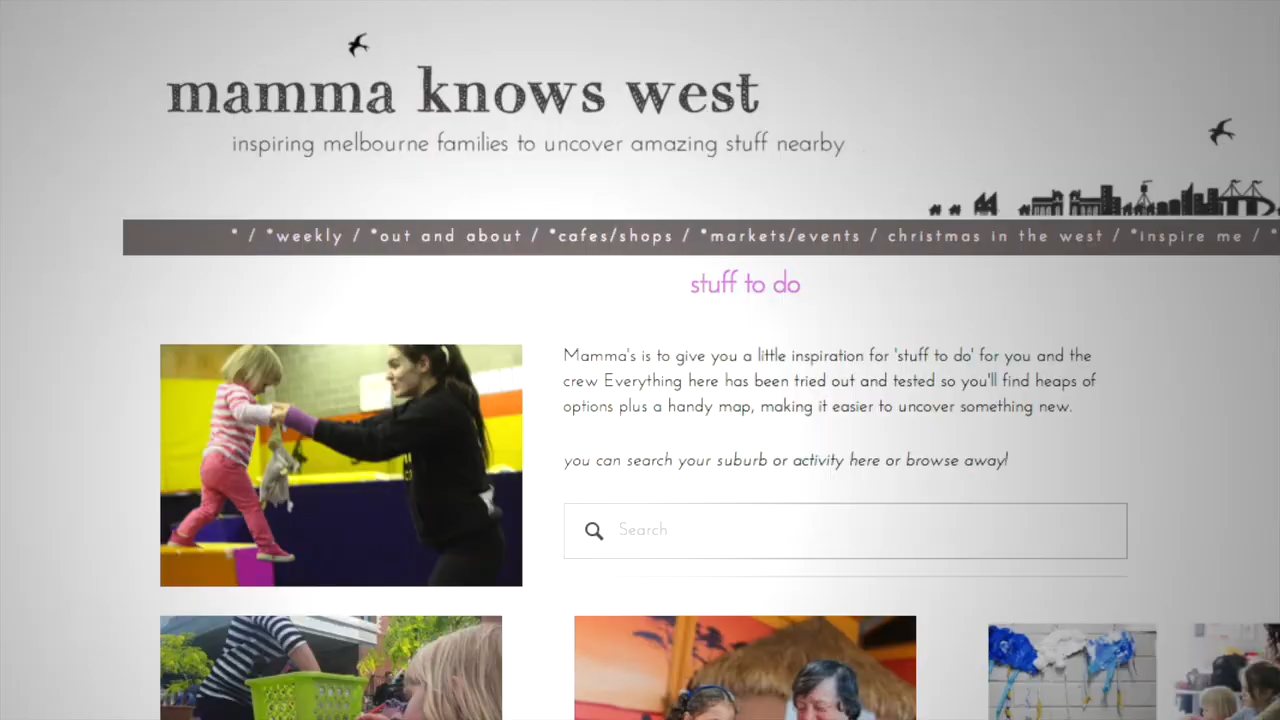 mamma knows west
inspiring melbourne families to uncover amazing stuff nearby
* / *weekly / *out and about / *cafes/shops / *markets/events / christmas in the west / *inspire me / *
stuff to do
Mamma's is to give you a little inspiration for 'stuff to do' for you and the
crew Everything here has been tried out and tested so you'll find heaps of
options plus a handy map, making it easier to uncover something new.
you can search your suburb or activity here or browse away!
Search